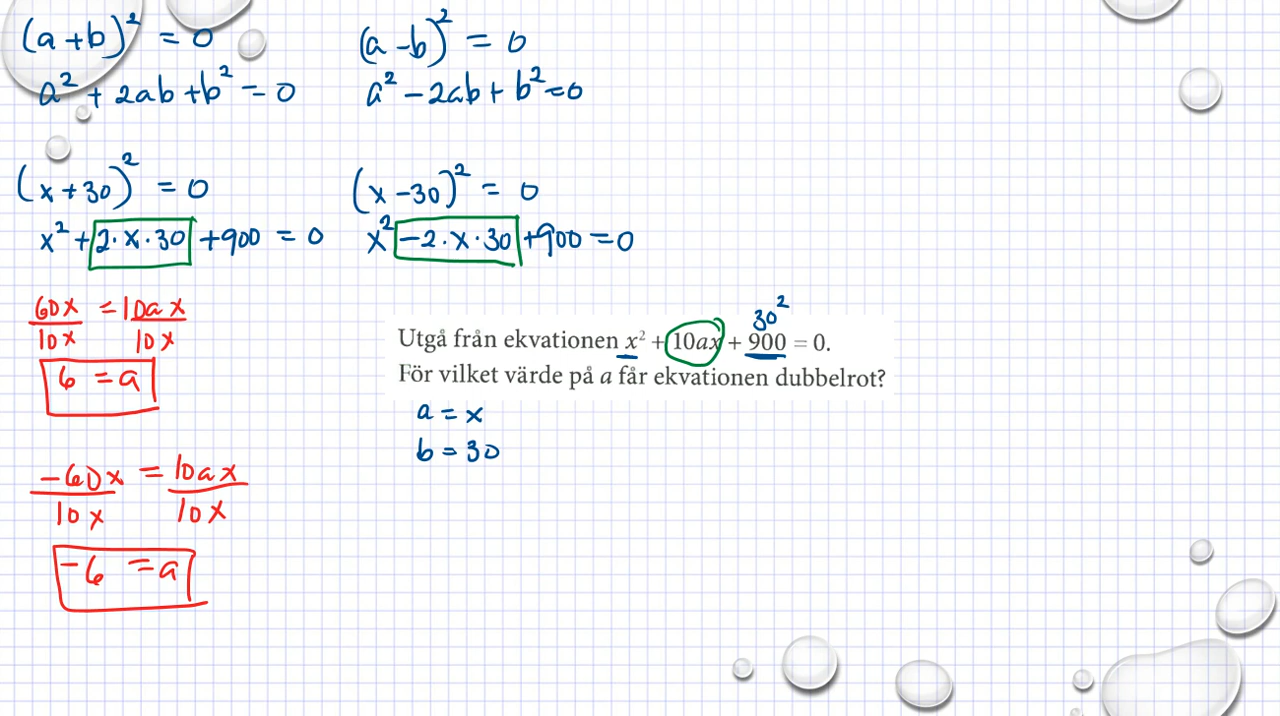 (a + b)² = 0
a² + 2ab + b² = 0
(a - b)² = 0
a² - 2ab + b² = 0
(x + 30)² = 0
x² + 2·x·30 + 900 = 0
(x - 30)² = 0
x² - 2·x·30 + 900 = 0
60x/10x = 10ax/10x
6 = a
-60x/10x = 10ax/10x
-6 = a
30²
Utgå från ekvationen x² + 10ax + 900 = 0.
För vilket värde på a får ekvationen dubbelrot?
a = x
b = 30